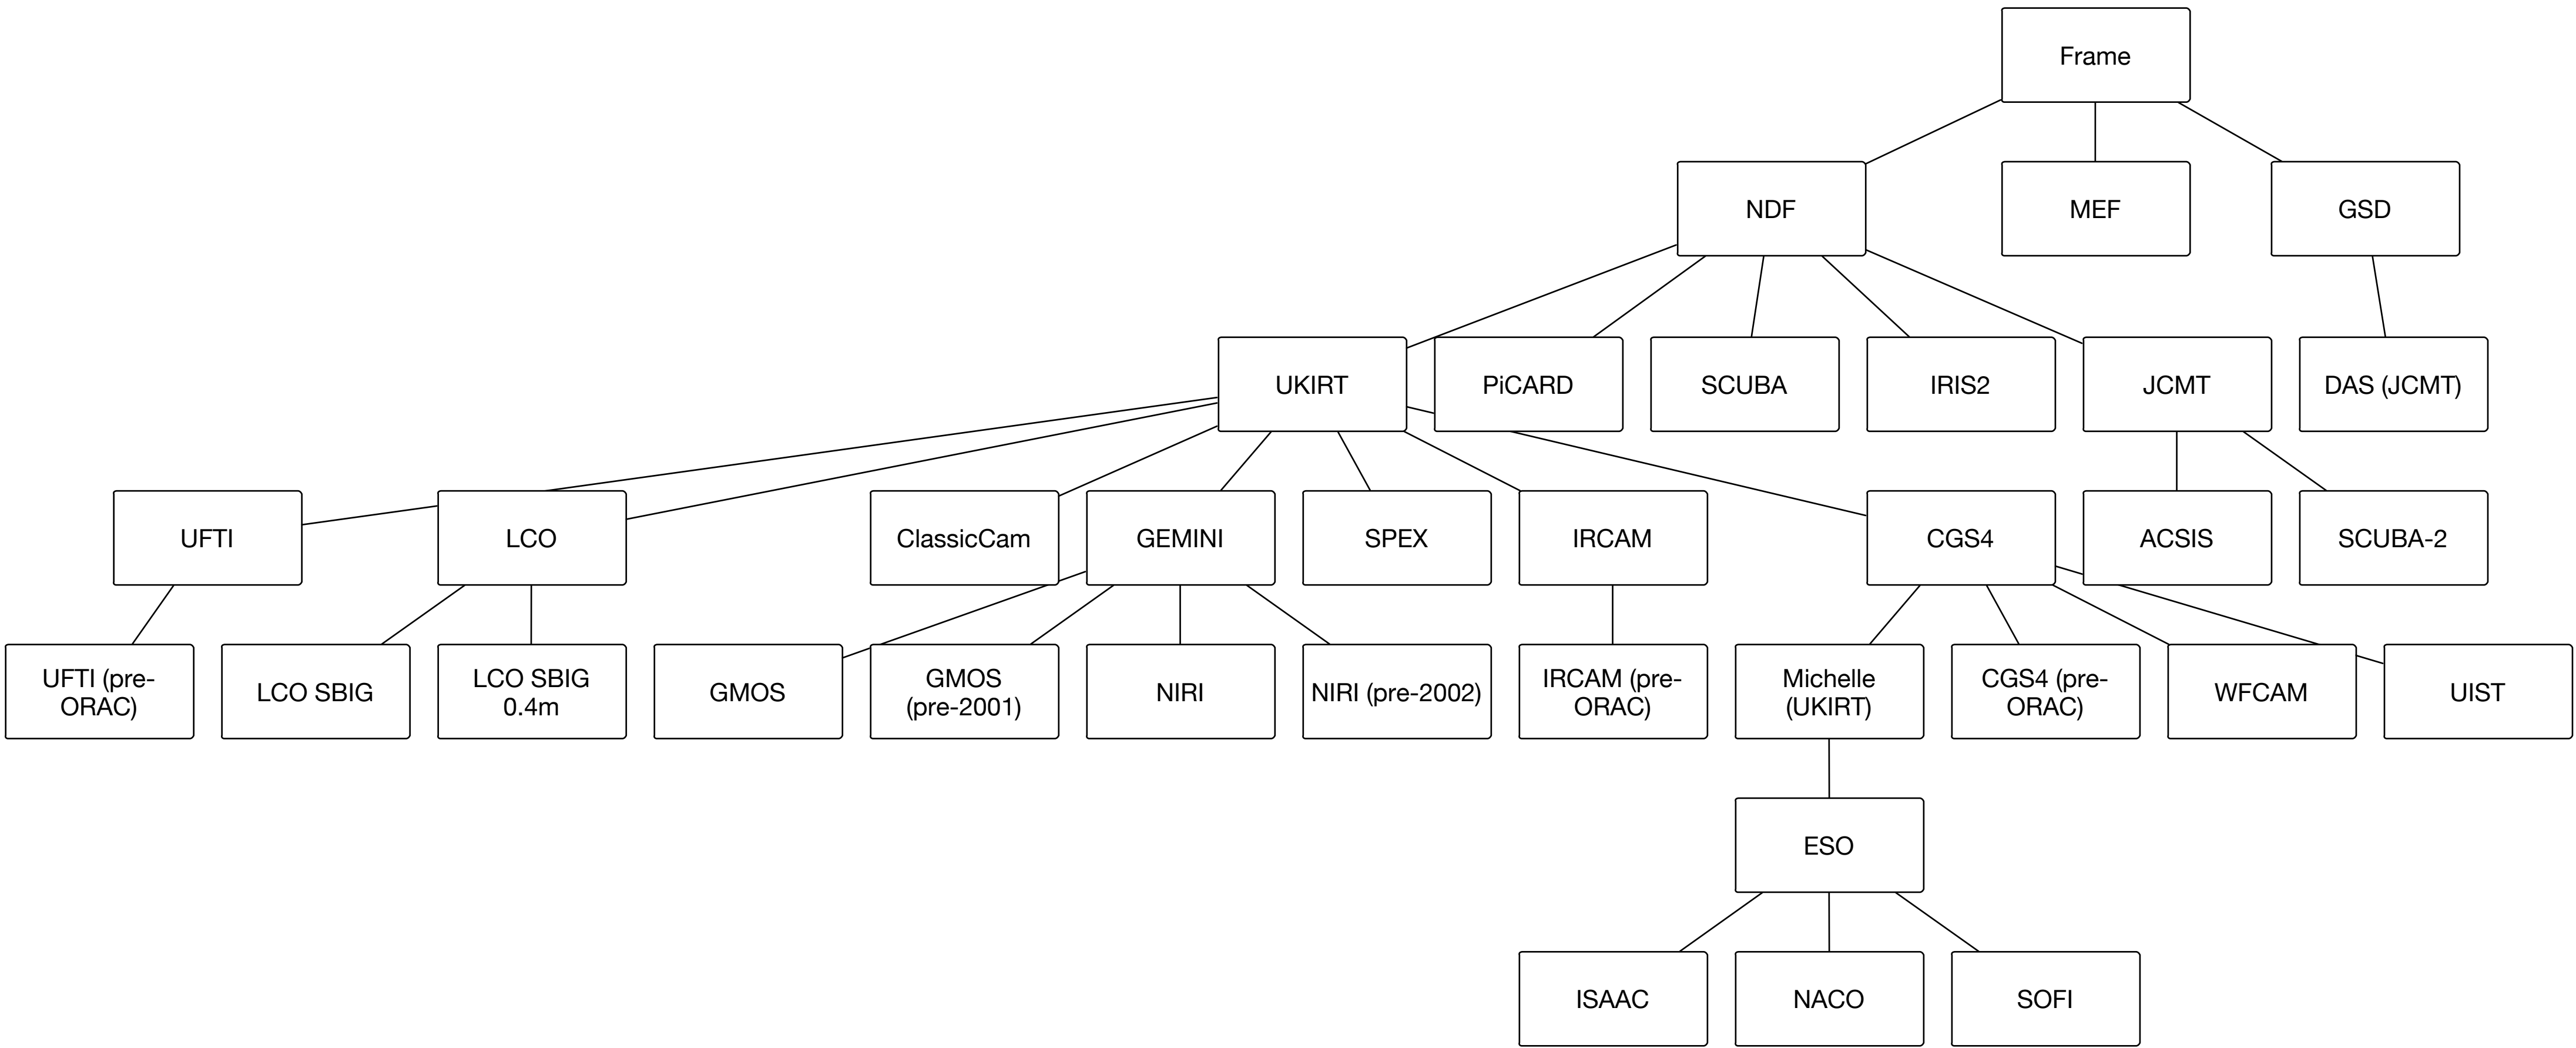 Frame
NDF
MEF
GSD
UKIRT
PiCARD
SCUBA
IRIS2
JCMT
DAS (JCMT)
UFTI
LCO
ClassicCam
GEMINI
SPEX
IRCAM
CGS4
ACSIS
SCUBA-2
UFTI (pre-
ORAC)
LCO SBIG
LCO SBIG
0.4m
GMOS
GMOS
(pre-2001)
NIRI
NIRI (pre-2002)
IRCAM (pre-
ORAC)
Michelle
(UKIRT)
CGS4 (pre-
ORAC)
WFCAM
UIST
ESO
ISAAC
NACO
SOFI